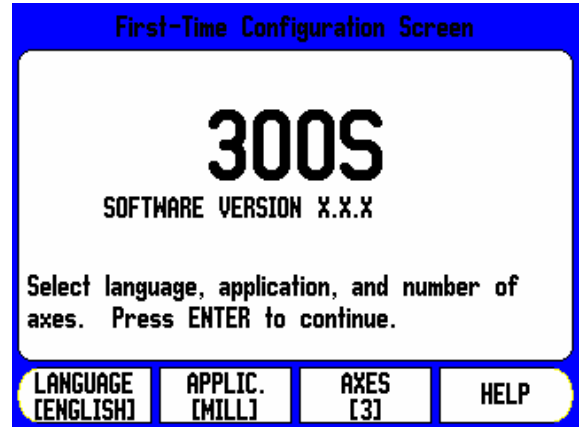 First-Time Configuration Screen
300S
SOFTWARE VERSION X.X.X
Select language, application, and number of
axes. Press ENTER to continue.
LANGUAGE
[ENGLISH]
APPLIC.
[MILL]
AXES
[3]
HELP